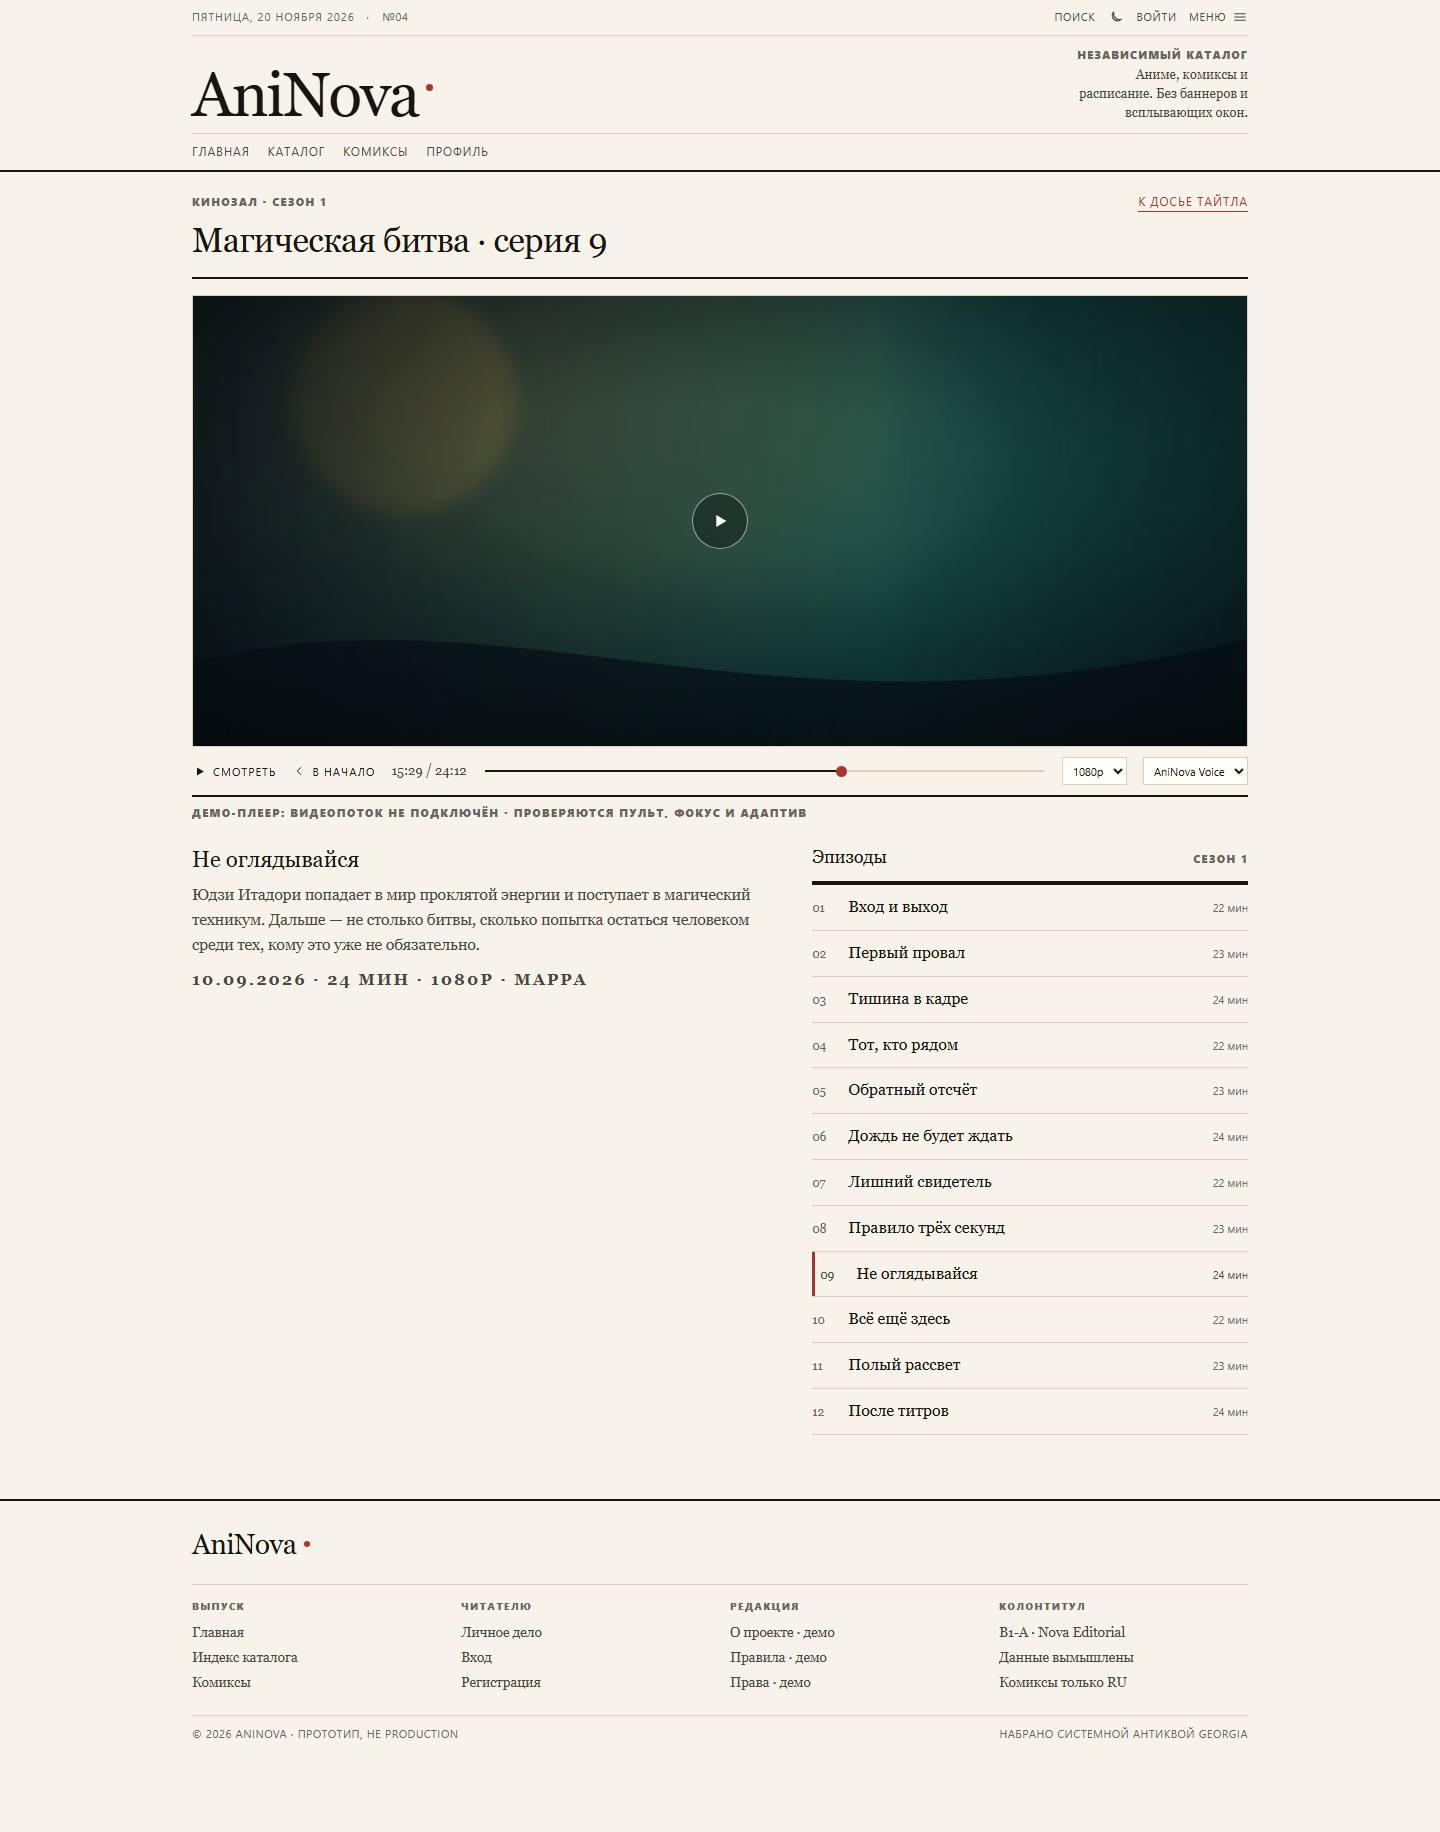 ПЯТНИЦА, 20 НОЯБРЯ 2026 · №04
ПОИСК ВОЙТИ МЕНЮ
AniNova
НЕЗАВИСИМЫЙ КАТАЛОГ
Аниме, комиксы и
расписание. Без баннеров и
всплывающих окон.
ГЛАВНАЯ КАТАЛОГ КОМИКСЫ ПРОФИЛЬ
КИНОЗАЛ · СЕЗОН 1
К ДОСЬЕ ТАЙТЛА
Магическая битва · серия 9
СМОТРЕТЬ В НАЧАЛО 15:29 / 24:12 1080p AniNova Voice
ДЕМО-ПЛЕЕР: ВИДЕОПОТОК НЕ ПОДКЛЮЧЁН · ПРОВЕРЯЮТСЯ ПУЛЬТ, ФОКУС И АДАПТИВ
Не оглядывайся
Юдзи Итадори попадает в мир проклятой энергии и поступает в магический
техникум. Дальше — не столько битвы, сколько попытка остаться человеком
среди тех, кому это уже не обязательно.
10.09.2026 · 24 МИН · 1080P · MAPPA
Эпизоды СЕЗОН 1
01 Вход и выход 22 мин
02 Первый провал 23 мин
03 Тишина в кадре 24 мин
04 Тот, кто рядом 22 мин
05 Обратный отсчёт 23 мин
06 Дождь не будет ждать 24 мин
07 Лишний свидетель 22 мин
08 Правило трёх секунд 23 мин
09 Не оглядывайся 24 мин
10 Всё ещё здесь 22 мин
11 Полый рассвет 23 мин
12 После титров 24 мин
AniNova
ВЫПУСК
Главная
Индекс каталога
Комиксы
ЧИТАТЕЛЮ
Личное дело
Вход
Регистрация
РЕДАКЦИЯ
О проекте · демо
Правила · демо
Права · демо
КОЛОНТИТУЛ
B1-A · Nova Editorial
Данные вымышлены
Комиксы только RU
© 2026 ANINOVA · ПРОТОТИП, НЕ PRODUCTION
НАБРАНО СИСТЕМНОЙ АНТИКВОЙ GEORGIA